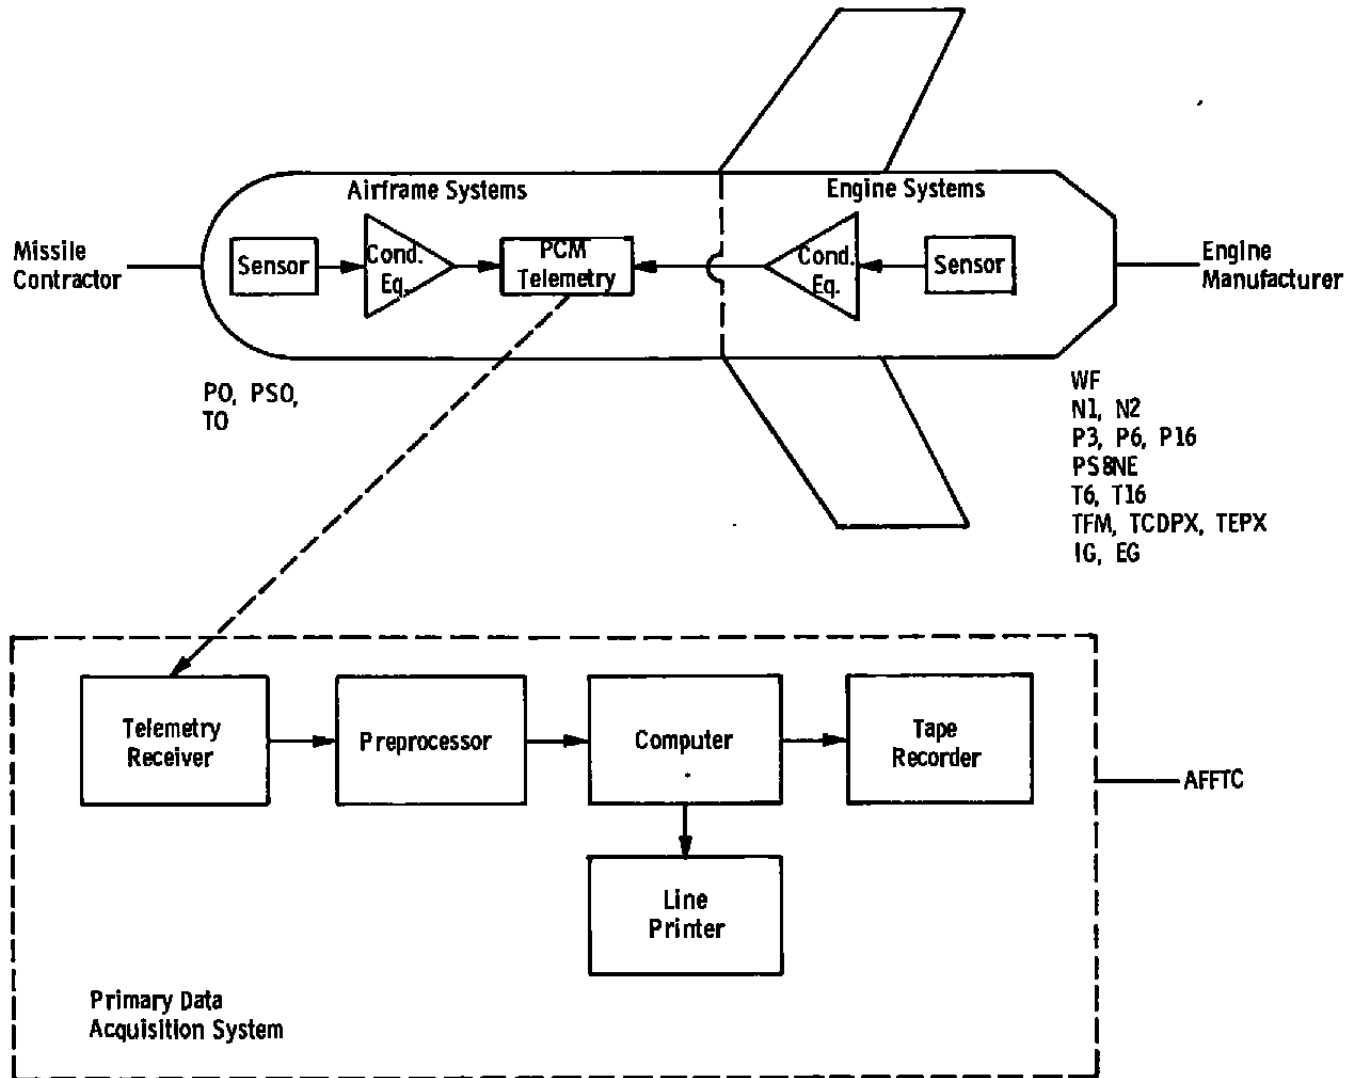 Airframe Systems
Engine Systems
Missile
Contractor
Sensor
Cond.
Eq.
PCM
Telemetry
Cond.
Eq.
Sensor
Engine
Manufacturer
PO, PSO,
TO
WF
N1, N2
P3, P6, P16
PS8NE
T6, T16
TFM, TCDPX, TEPX
IG, EG
Telemetry
Receiver
Preprocessor
Computer
Tape
Recorder
AFFTC
Line
Printer
Primary Data
Acquisition System